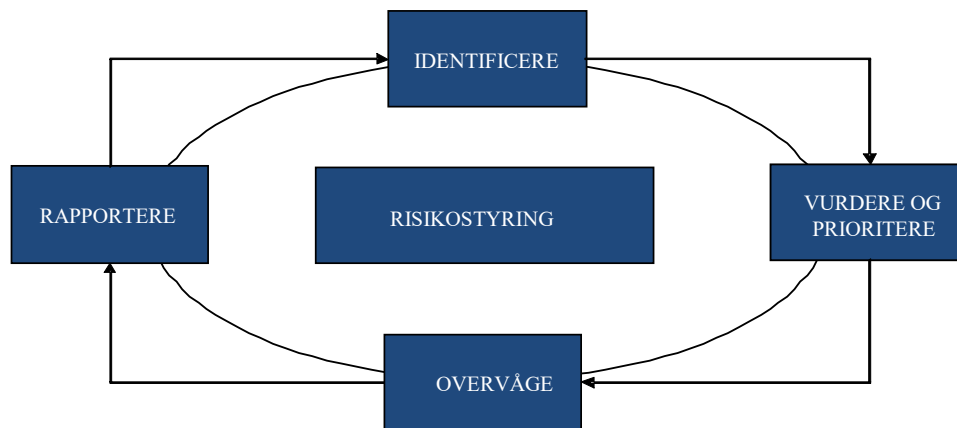 IDENTIFICERE
RAPPORTERE
RISIKOSTYRING
VURDERE OG
PRIORITERE
OVERVÅGE